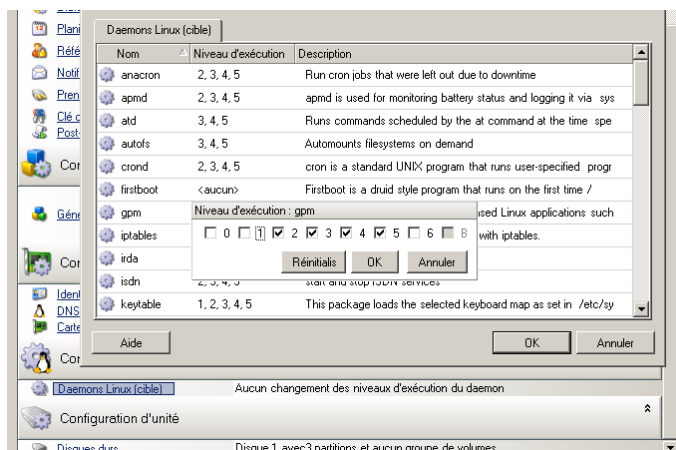 Plani
Daemons Linux (cible)
Réfé
Nom Niveau d'exécution Description
Notif
anacron 2, 3, 4, 5 Run cron jobs that were left out due to downtime
Pren
apmd 2, 3, 4, 5 apmd is used for monitoring battery status and logging it via sys
Clé c
atd 3, 4, 5 Runs commands scheduled by the at command at the time spe
Post-
autofs 3, 4, 5 Automounts filesystems on demand
Cor
crond 2, 3, 4, 5 cron is a standard UNIX program that runs user-specified progr
firstboot <aucun> Firstboot is a druid style program that runs on the first time /
Géné
gpm
Niveau d'exécution : gpm
ised Linux applications such
iptables
0 1 2 3 4 5 6 B
with iptables.
Cor
irda
Réinitialis OK Annuler
isdn 2, 3, 4, 5 start and stop ISDN services
Ident
keytable 1, 2, 3, 4, 5 This package loads the selected keyboard map as set in /etc/sy
DNS
Carte
Aide OK Annuler
Cor
Daemons Linux (cible) Aucun changement des niveaux d'exécution du daemon
Configuration d'unité
Disques durs Disque 1 avec3 partitions et aucun groupe de volumes